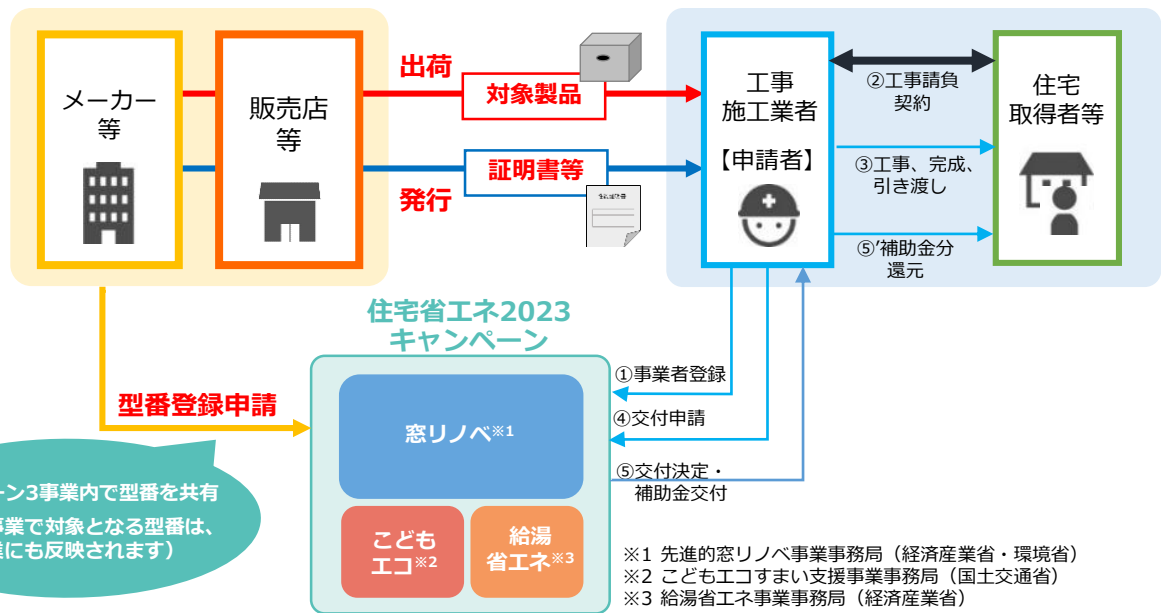 メーカー
等
販売店
等
出荷
対象製品
発行
証明書等
工事
施工業者
【申請者】
②工事請負
契約
③工事、完成、
引き渡し
⑤’補助金分
還元
住宅
取得者等
住宅省エネ2023
キャンペーン
型番登録申請
窓リノベ※1
こども
エコ※2
給湯
省エネ※3
①事業者登録
④交付申請
⑤交付決定・
補助金交付
ーン3事業内で型番を共有
事業で対象となる型番は、
業にも反映されます）
※1 先進的窓リノベ事業事務局（経済産業省・環境省）
※2 こどもエコすまい支援事業事務局（国土交通省）
※3 給湯省エネ事業事務局（経済産業省）